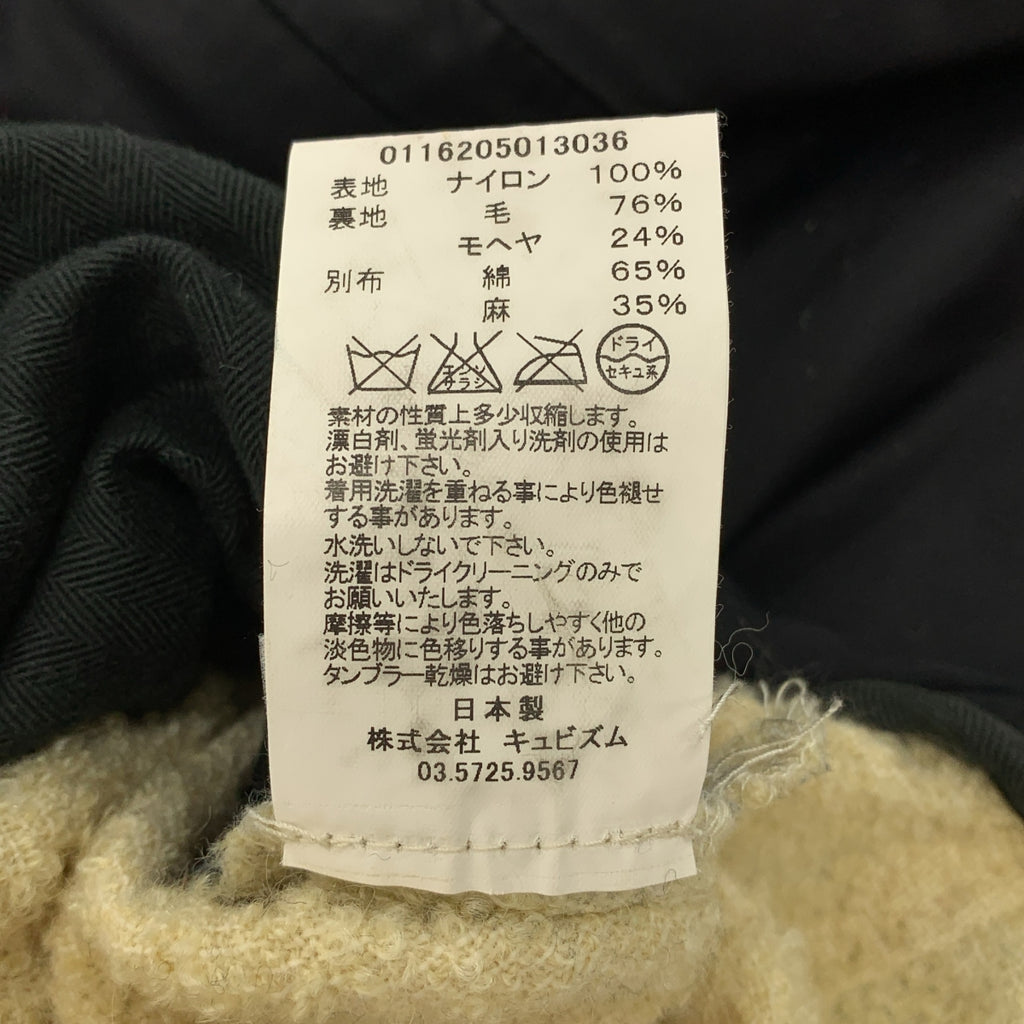 0116205013036
表地 ナイロン 100%
裏地 毛 76%
モヘヤ 24%
別布 綿 65%
麻 35%
エンソ サラシ
ドライ セキユ系
素材の性質上多少収縮します。
漂白剤、蛍光剤入り洗剤の使用は
お避け下さい。
着用洗濯を重ねる事により色褪せ
する事があります。
水洗いしないで下さい。
洗濯はドライクリーニングのみで
お願いいたします。
摩擦等により色落ちしやすく他の
淡色物に色移りする事があります。
タンブラー乾燥はお避け下さい。
日本製
株式会社 キュビズム
03.5725.9567